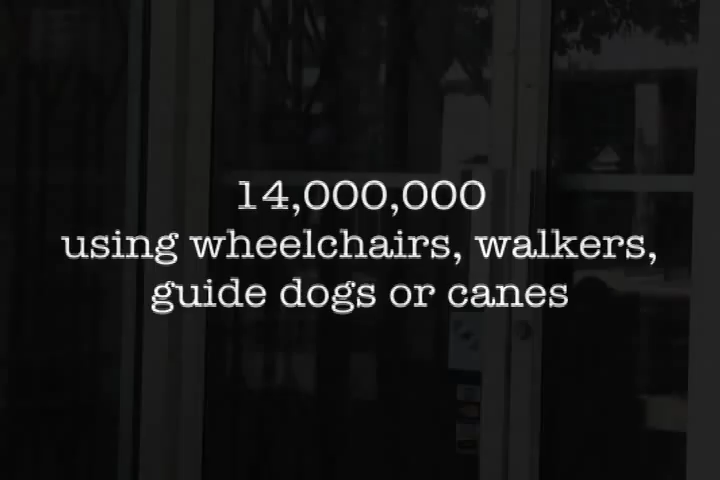 14,000,000
using wheelchairs, walkers,
guide dogs or canes